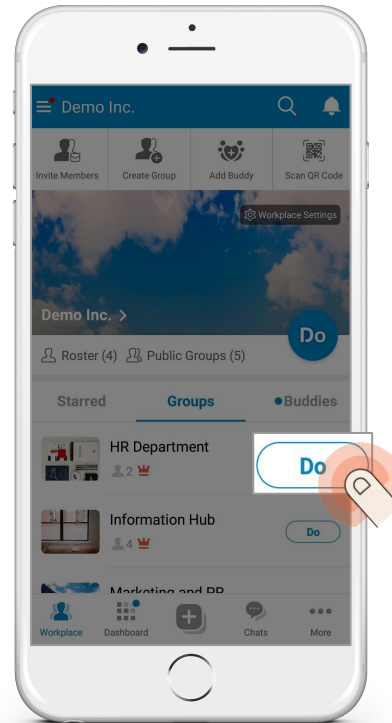 Demo Inc.
Invite Members
Create Group
Add Buddy
Scan QR Code
Workplace Settings
Demo Inc. >
Do
Roster (4) Public Groups (5)
Starred Groups Buddies
HR Department
2
Do
Information Hub
4
Do
Marketing and PR
Workplace Dashboard Chats More